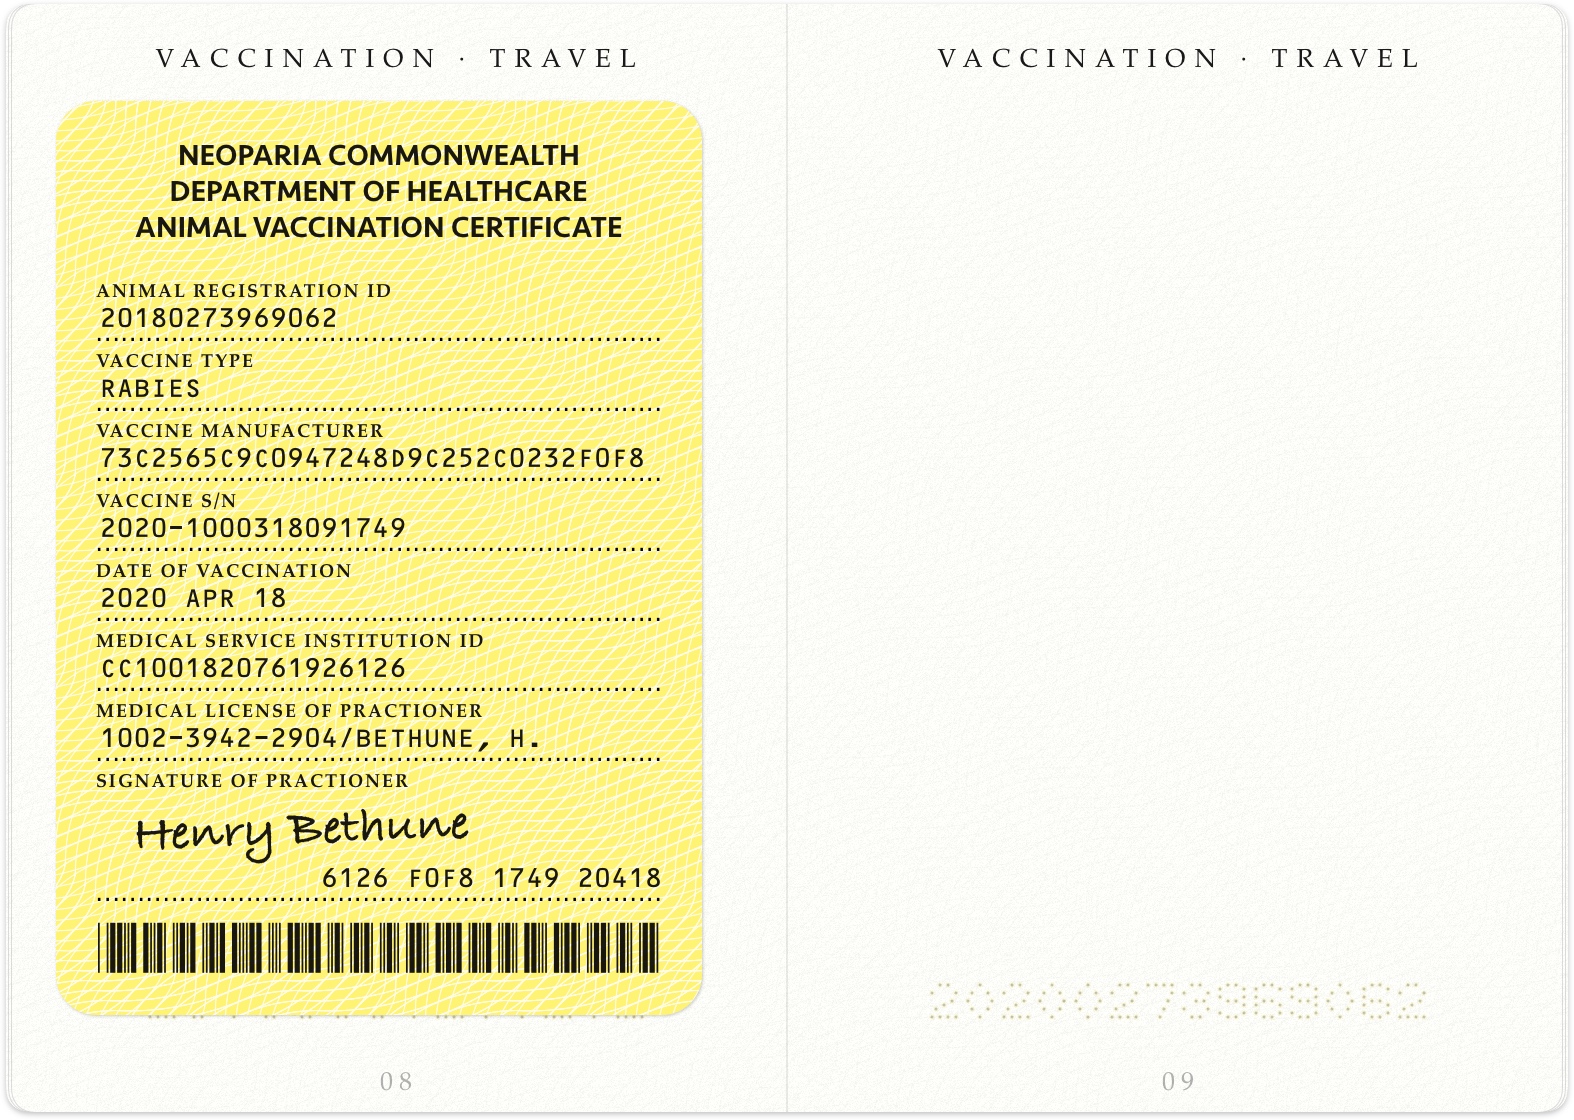 VACCINATION · TRAVEL
NEOPARIA COMMONWEALTH
DEPARTMENT OF HEALTHCARE
ANIMAL VACCINATION CERTIFICATE
ANIMAL REGISTRATION ID
20180273969062
VACCINE TYPE
RABIES
VACCINE MANUFACTURER
73C2565C9C0947248D9C252C0232F0F8
VACCINE S/N
2020-1000318091749
DATE OF VACCINATION
2020 APR 18
MEDICAL SERVICE INSTITUTION ID
CC1001820761926126
MEDICAL LICENSE OF PRACTIONER
1002-3942-2904/BETHUNE, H.
SIGNATURE OF PRACTIONER
Henry Bethune
6126 F0F8 1749 20418
08
VACCINATION · TRAVEL
20200273969062
09